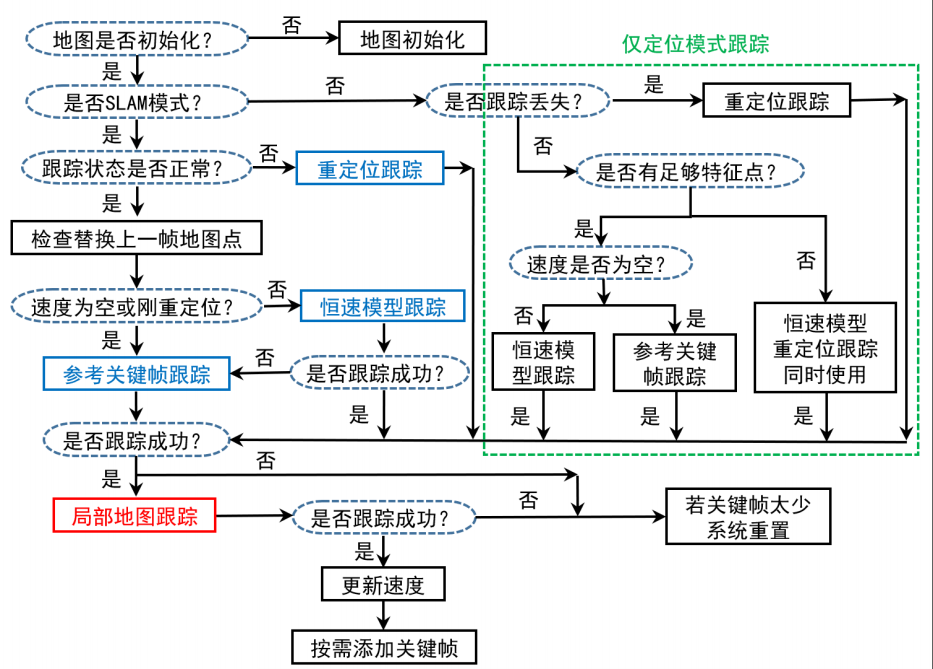 地图是否初始化？
否
地图初始化
仅定位模式跟踪
是
是否SLAM模式？
否
是否跟踪丢失？
是
重定位跟踪
是
否
跟踪状态是否正常？
否
重定位跟踪
是否有足够特征点？
是
检查替换上一帧地图点
是
速度是否为空？
否
速度为空或刚重定位？
否
恒速模型跟踪
否
是
恒速模
型跟踪
参考关键
帧跟踪
恒速模型
重定位跟踪
同时使用
是
参考关键帧跟踪
否
是否跟踪成功？
是
是
是
是
是否跟踪成功？
否
是
局部地图跟踪
是否跟踪成功？
否
若关键帧太少
系统重置
是
更新速度
按需添加关键帧